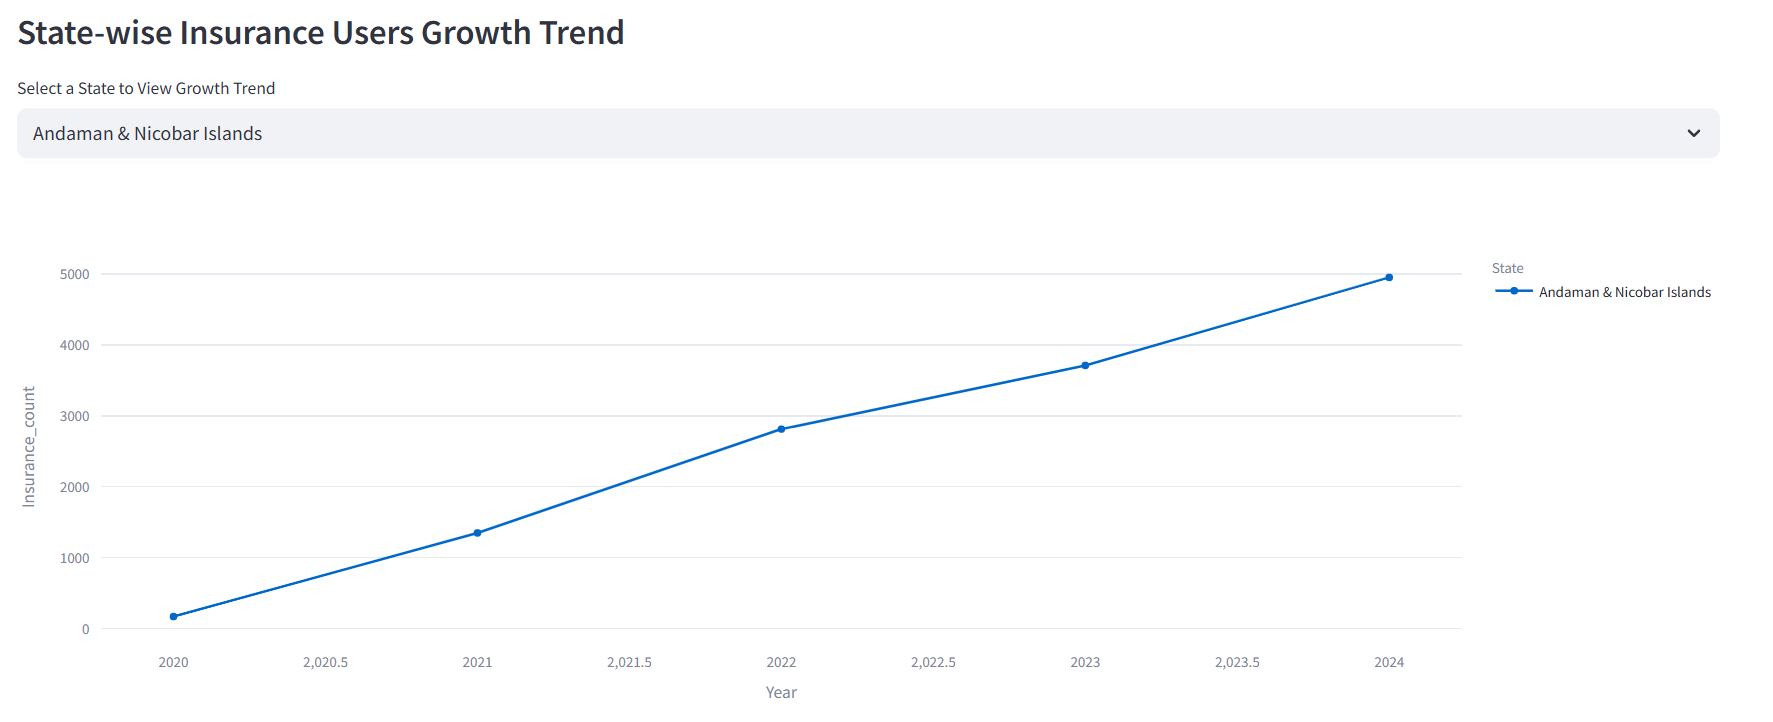 State-wise Insurance Users Growth Trend
Select a State to View Growth Trend
Andaman & Nicobar Islands
State
Andaman & Nicobar Islands
5000
4000
3000
2000
1000
0
Insurance_count
2020 2,020.5 2021 2,021.5 2022 2,022.5 2023 2,023.5 2024
Year